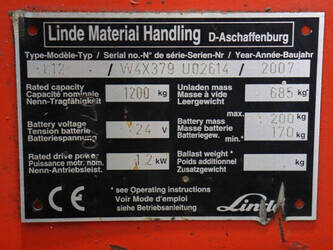 Linde Material Handling D-Aschaffenburg
Type-Modèle-Typ / Serial no.-N° de série-Serien-Nr / Year-Année-Baujahr
L12 / W4X379 U02614 / 2007
Rated capacity
Capacité nominale
Nenn-Tragfähigkeit
1200 kg
Unladen mass
Masse à vide
Leergewicht
685 kg
Battery voltage
Tension batterie
Batteriespannung
24 V
Battery mass
Masse batterie
Batteriegew.
max. 200 kg
min.* 170 kg
Rated drive power
Puissance motr. nom.
Nenn-Antriebsleist.
1.2 kW
Ballast weight *
Poids additionnel
Zusatzgewicht
kg
* see Operating instructions
Voir Mode d'emploi
siehe Betriebsanleitung
CE
Linde